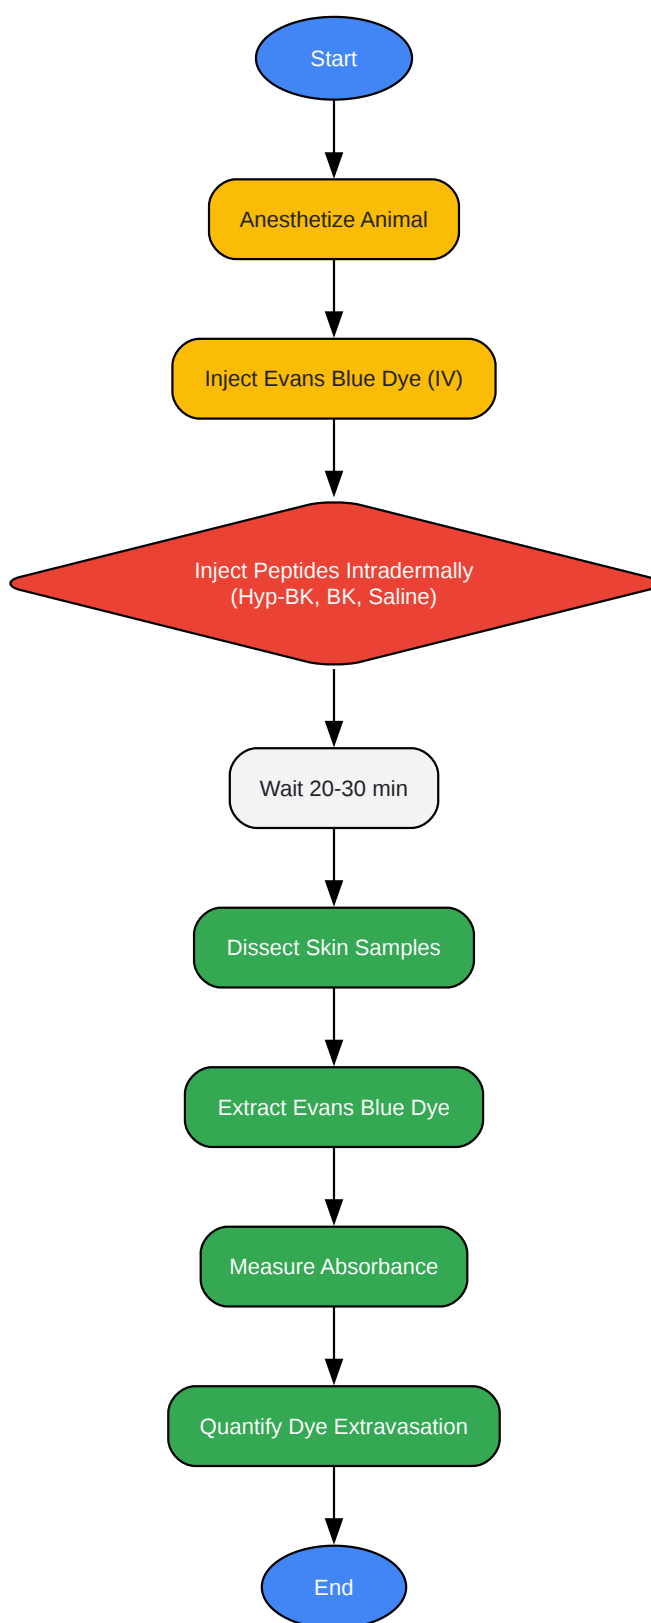 Start
Anesthetize Animal
Inject Evans Blue Dye (IV)
Inject Peptides Intradermally
(Hyp-BK, BK, Saline)
Wait 20-30 min
Dissect Skin Samples
Extract Evans Blue Dye
Measure Absorbance
Quantify Dye Extravasation
End